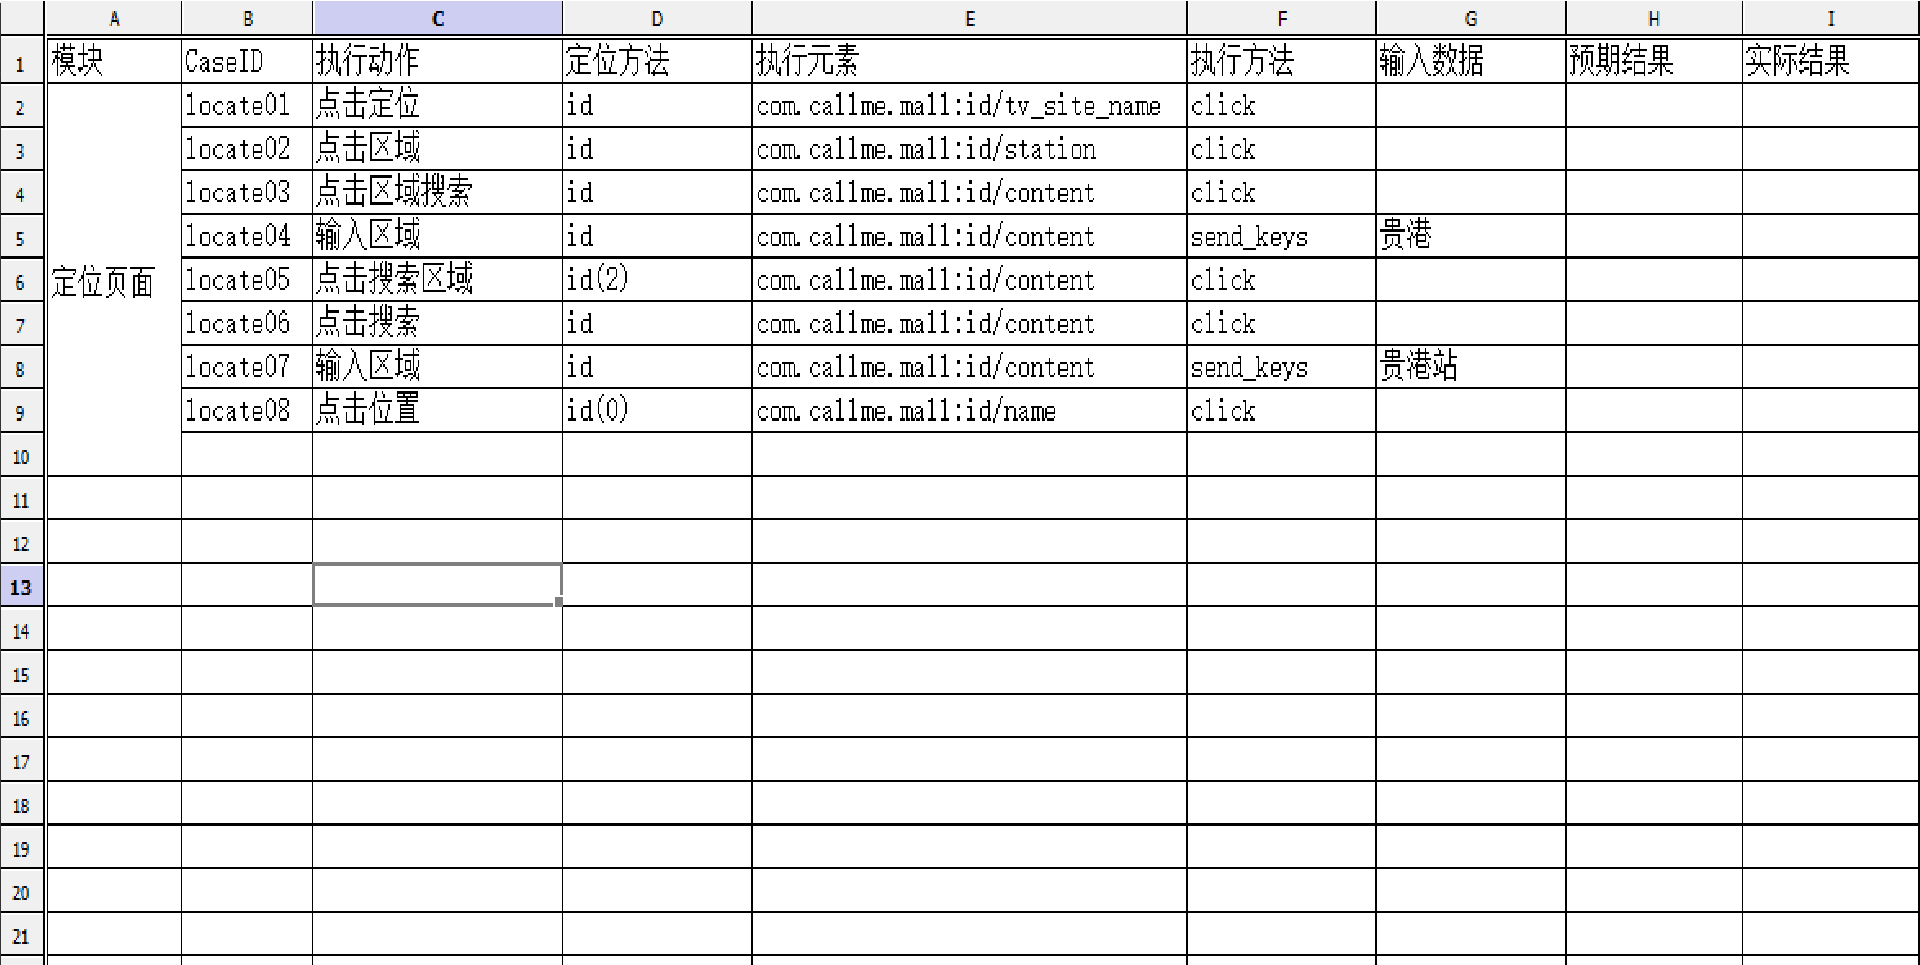 A B C D E F G H I
1 模块 CaseID 执行动作 定位方法 执行元素 执行方法 输入数据 预期结果 实际结果
2 locate01 点击定位 id com.callme.mall:id/tv_site_name click
3 locate02 点击区域 id com.callme.mall:id/station click
4 locate03 点击区域搜索 id com.callme.mall:id/content click
5 locate04 输入区域 id com.callme.mall:id/content send_keys 贵港
6 定位页面 locate05 点击搜索区域 id(2) com.callme.mall:id/content click
7 locate06 点击搜索 id com.callme.mall:id/content click
8 locate07 输入区域 id com.callme.mall:id/content send_keys 贵港站
9 locate08 点击位置 id(0) com.callme.mall:id/name click
10
11
12
13
14
15
16
17
18
19
20
21